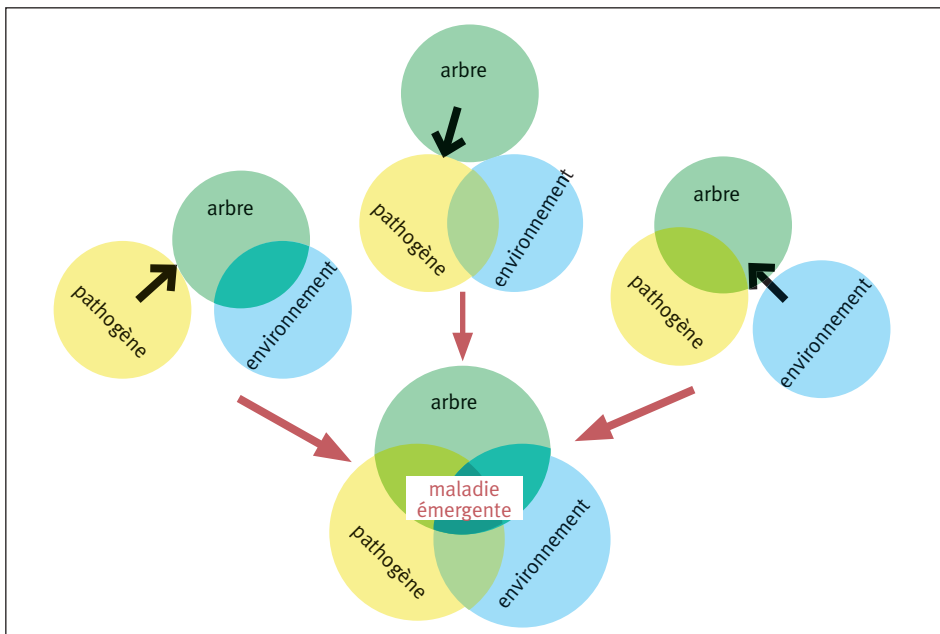 arbre
pathogène
environnement
arbre
pathogène
environnement
arbre
pathogène
environnement
arbre
maladie
émergente
pathogène
environnement